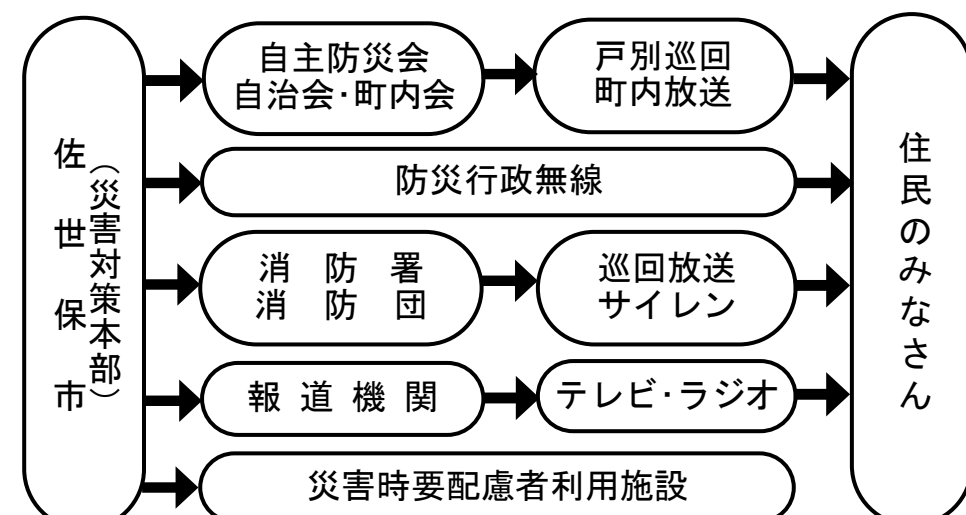 佐世保市
（災害対策本部）
自主防災会
自治会・町内会
戸別巡回
町内放送
防災行政無線
消防署
消防団
巡回放送
サイレン
報道機関
テレビ・ラジオ
災害時要配慮者利用施設
住民のみなさん